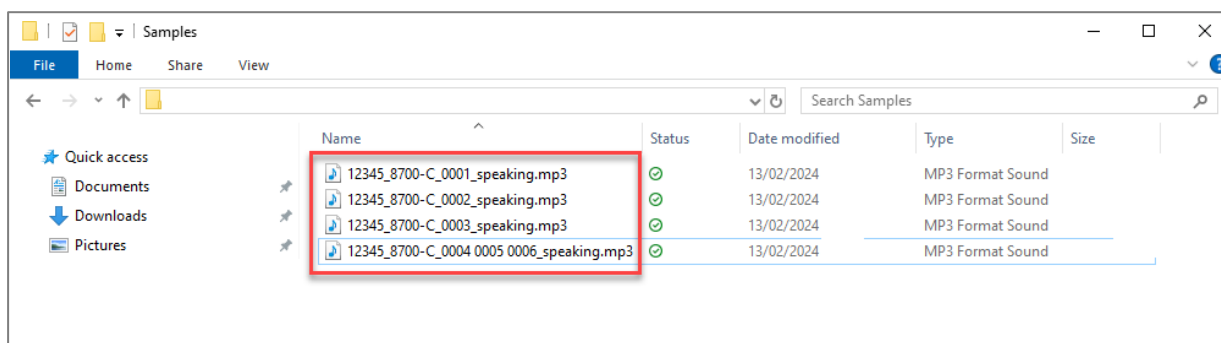 Samples
File Home Share View
Search Samples
Name Status Date modified Type Size
Quick access
Documents
Downloads
Pictures
12345_8700-C_0001_speaking.mp3 13/02/2024 MP3 Format Sound
12345_8700-C_0002_speaking.mp3 13/02/2024 MP3 Format Sound
12345_8700-C_0003_speaking.mp3 13/02/2024 MP3 Format Sound
12345_8700-C_0004 0005 0006_speaking.mp3 13/02/2024 MP3 Format Sound